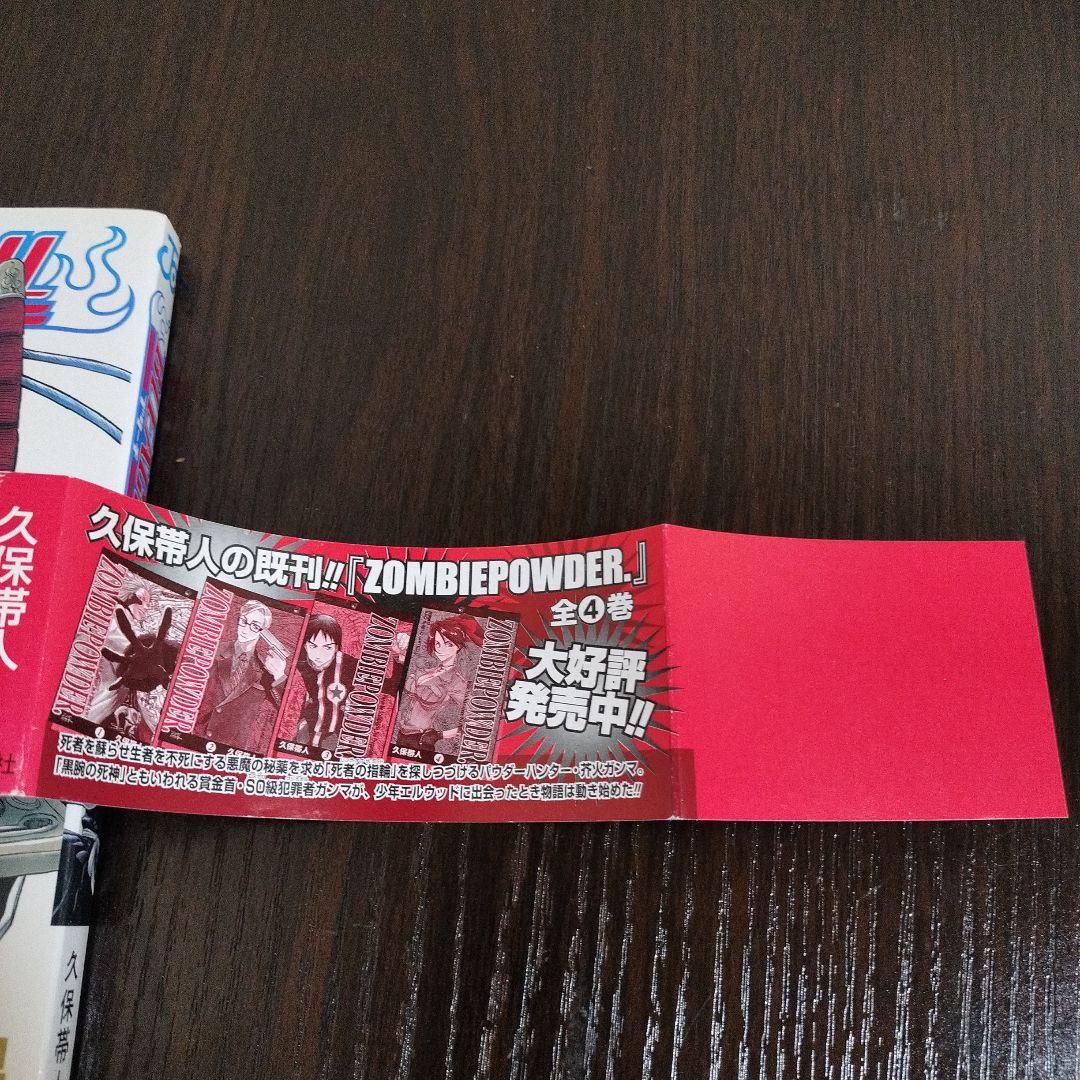 久保帯人
久保帯人の既刊!!『ZOMBIEPOWDER.』
全4巻
大好評
発売中!!
ZOMBIEPOWDER.
1
ZOMBIEPOWDER.
2
久保帯人
3
ZOMBIEPOWDER.
久保帯人
4
ZOMBIEPOWDER.
死者を蘇らせ生者を不死にする悪魔の秘薬を求め「死者の指輪」を探しつづけるパウダーハンター・芥火ガンマ。
「黒腕の死神」ともいわれる賞金首・S0級犯罪者ガンマが、少年エルウッドに出会ったとき物語は動き始めた!!
社
久保帯人